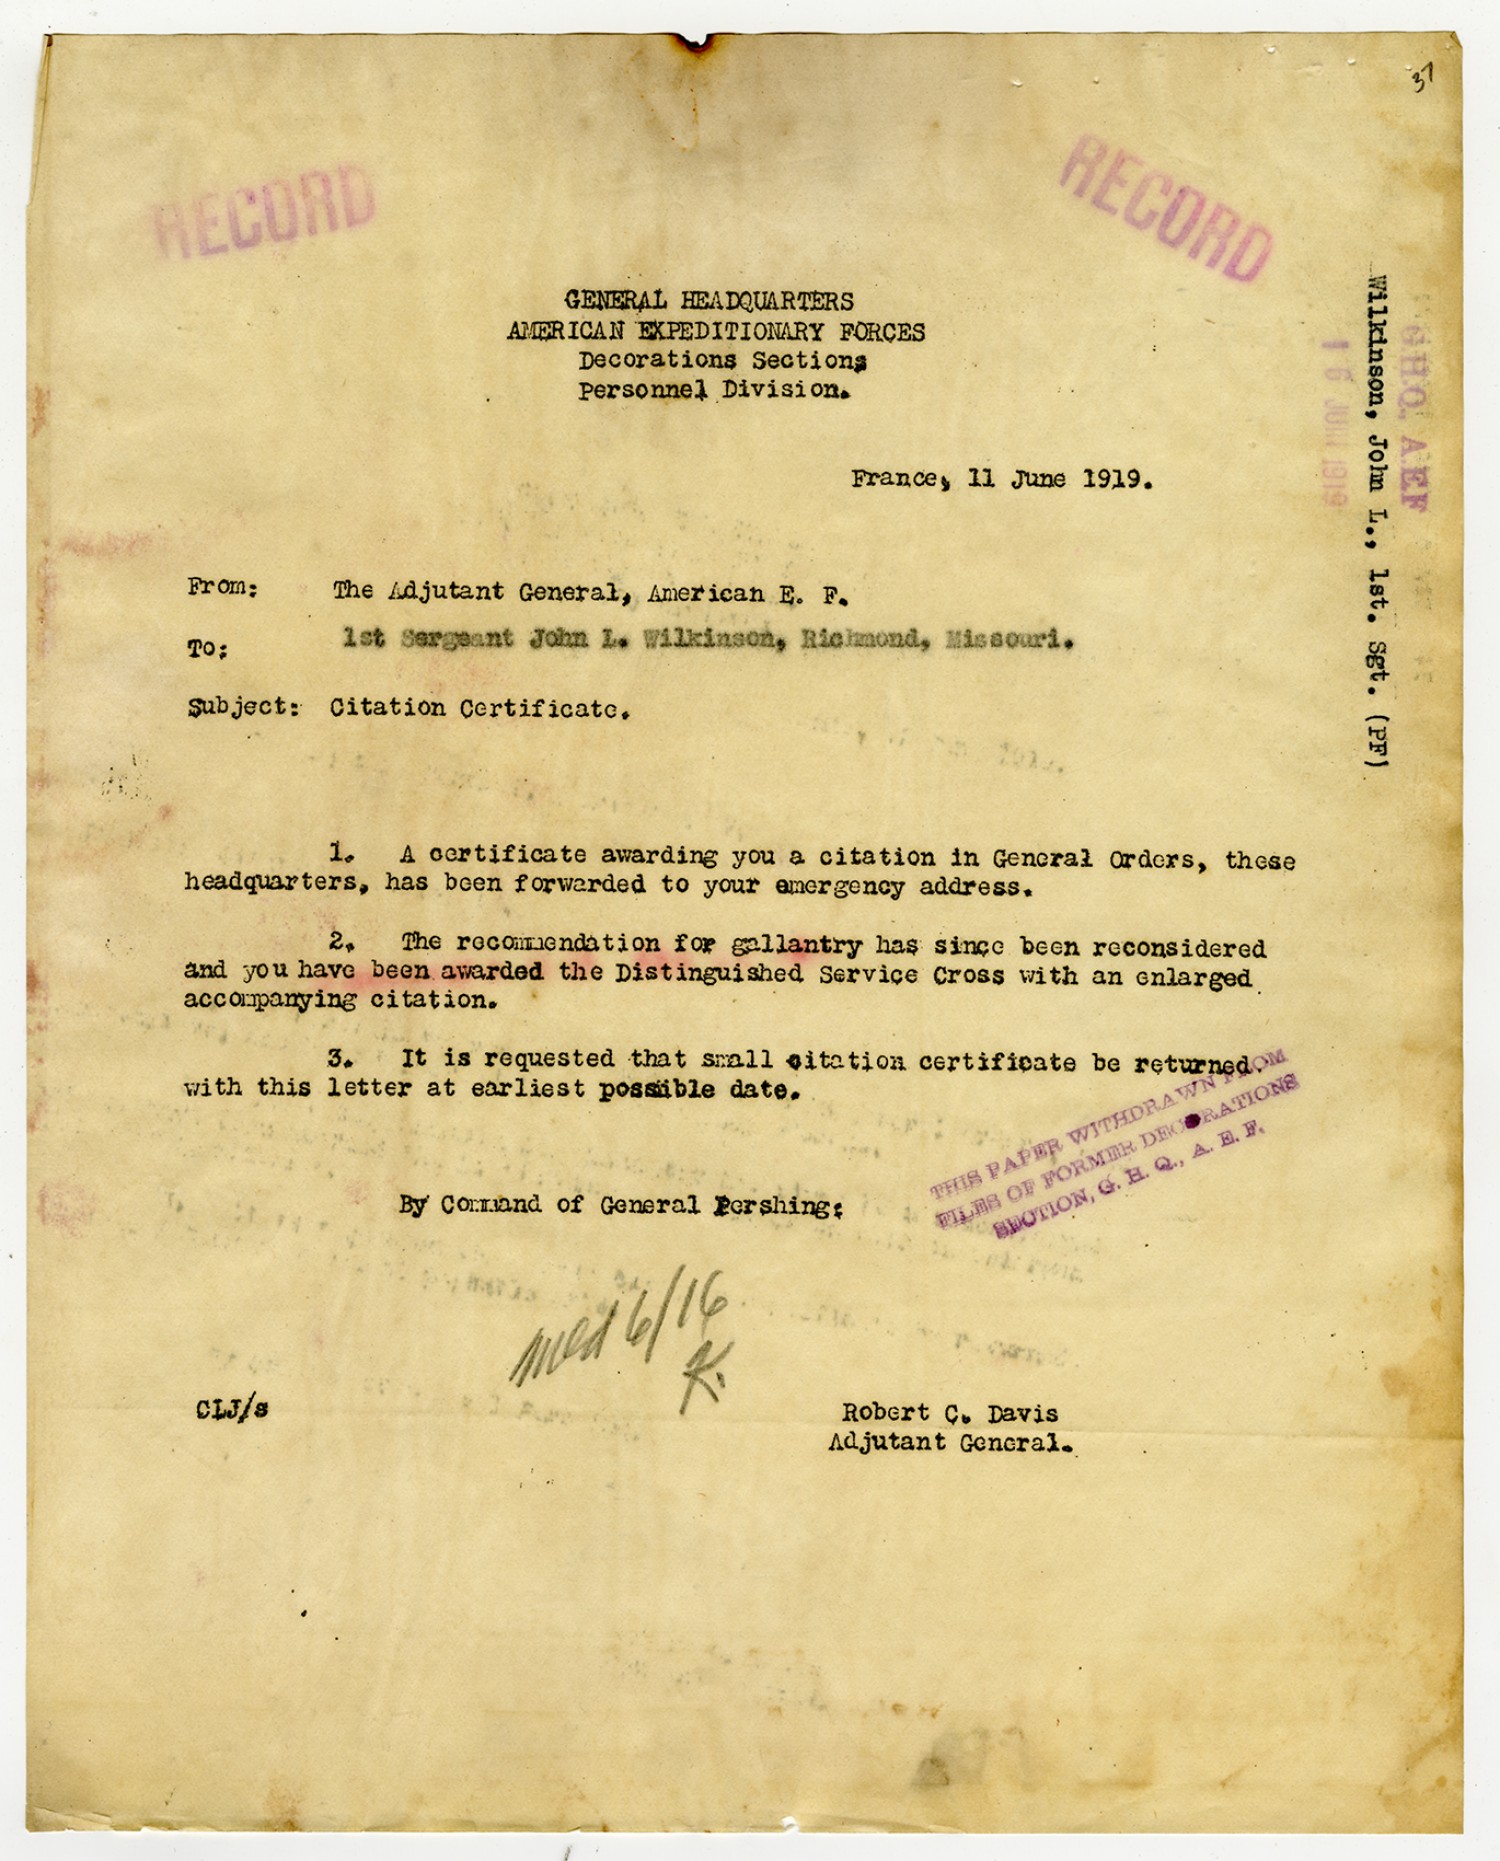 37
RECORD
RECORD
GENERAL HEADQUARTERS
AMERICAN EXPEDITIONARY FORCES
Decorations Section,
Personnel Division.
France, 11 June 1919.
G.H.Q. A.E.F
16 JUN 1919
Wilkinson, John L., 1st. Sgt. (PF)
From: The Adjutant General, American E. F.
To: 1st Sergeant John L. Wilkinson, Richmond, Missouri.
Subject: Citation Certificate.
1. A certificate awarding you a citation in General Orders, these
headquarters, has been forwarded to your emergency address.
2. The recommendation for gallantry has since been reconsidered
and you have been awarded the Distinguished Service Cross with an enlarged
accompanying citation.
3. It is requested that small citation certificate be returned
with this letter at earliest possible date.
THIS PAPER WITHDRAWN FROM
FILES OF FORMER DECORATIONS
SECTION, G. H. Q., A. E. F.
By Command of General Pershing:
6/16
K.
CLJ/s
Robert C. Davis
Adjutant General.